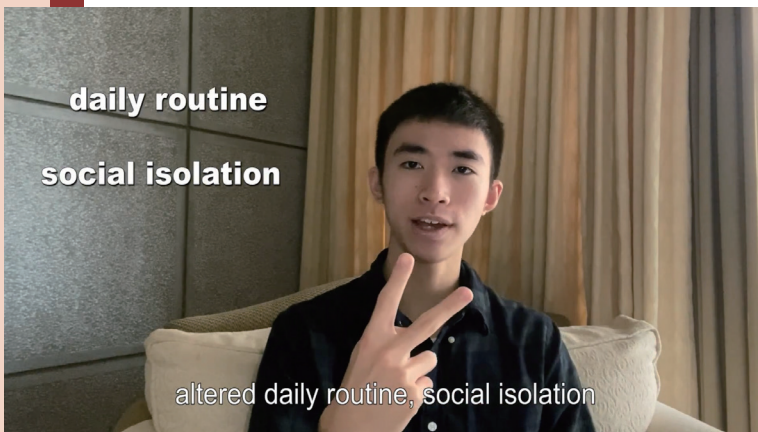 daily routine
social isolation
altered daily routine, social isolation